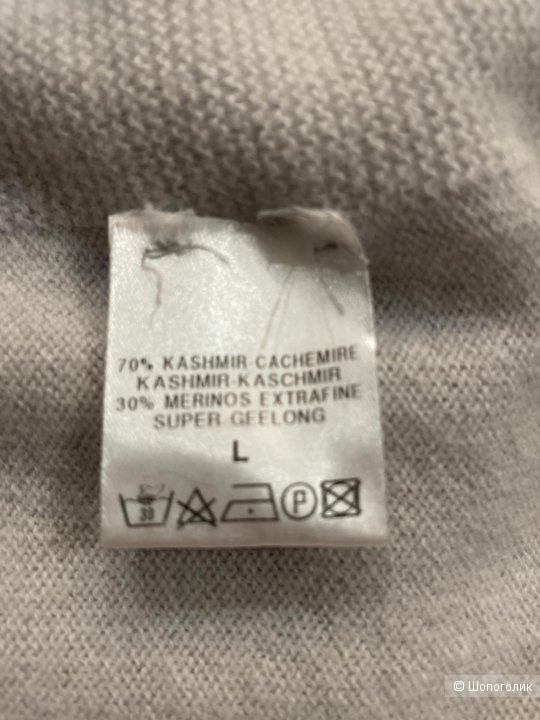 70% KASHMIR-CACHEMIRE
KASHMIR-KASCHMIR
30% MERINOS EXTRAFINE
SUPER GEELONG
L
30
P
© Шопоголик